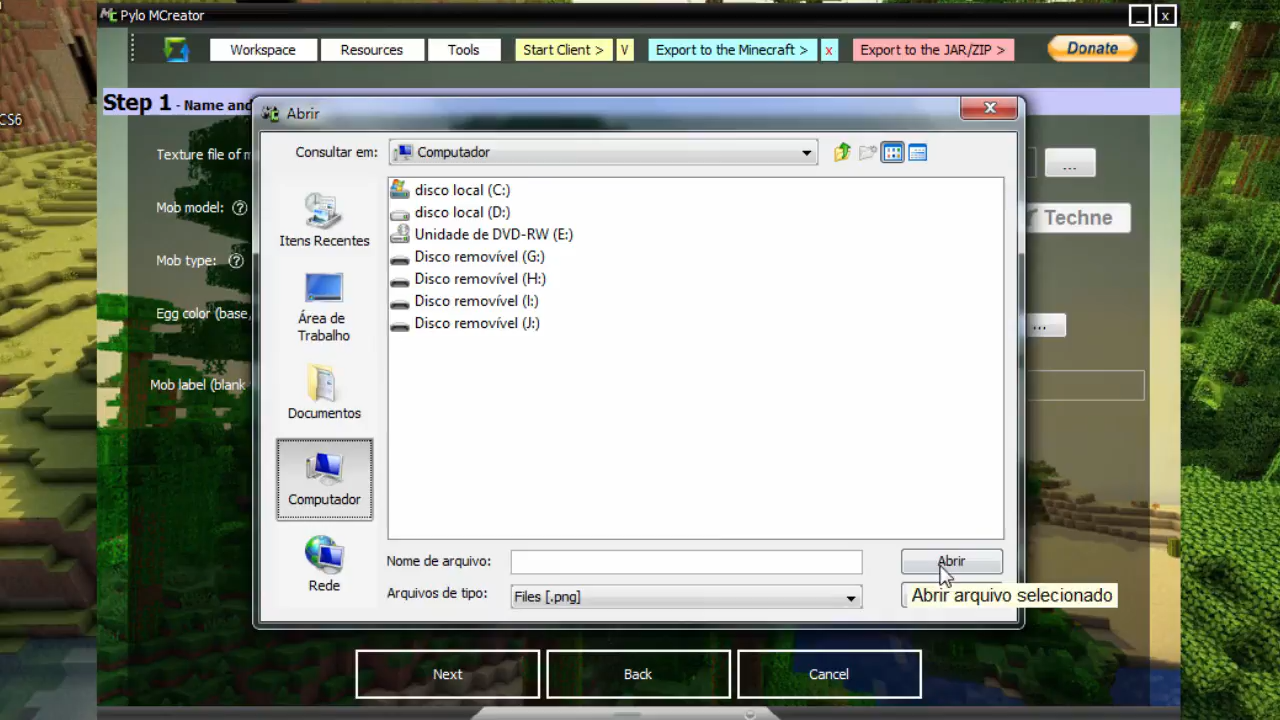 Pylo MCreator
_ x
Workspace Resources Tools Start Client > V Export to the Minecraft > x Export to the JAR/ZIP > Donate
Step 1 - Name and
CS6
Abrir
Texture file of m
...
Consultar em: Computador
disco local (C:)
disco local (D:)
Unidade de DVD-RW (E:)
Disco removível (G:)
Disco removível (H:)
Disco removível (I:)
Disco removível (J:)
Itens Recentes
Área de
Trabalho
Documentos
Computador
Rede
Mob model: ?
Techne
Mob type: ?
Egg color (base,
...
Mob label (blank
Nome de arquivo:
Abrir
Arquivos de tipo: Files [.png]
Abrir arquivo selecionado
Next Back Cancel